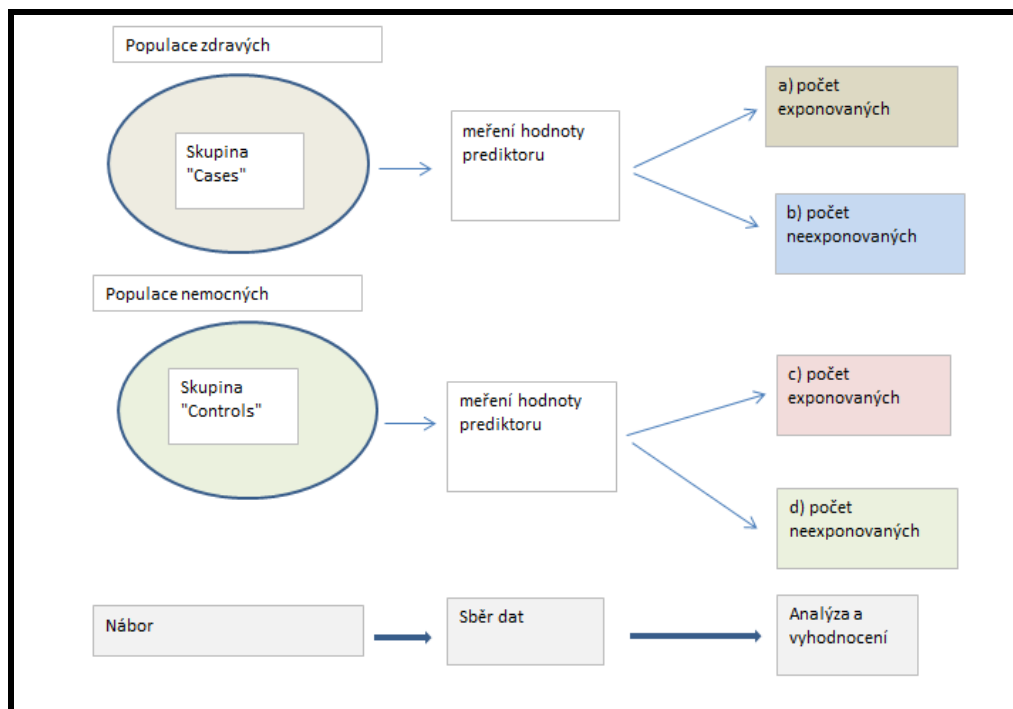 Populace zdravých
Skupina
"Cases"
meření hodnoty
prediktoru
a) počet
exponovaných
b) počet
neexponovaných
Populace nemocných
Skupina
"Controls"
meření hodnoty
prediktoru
c) počet
exponovaných
d) počet
neexponovaných
Nábor
Sběr dat
Analýza a
vyhodnocení